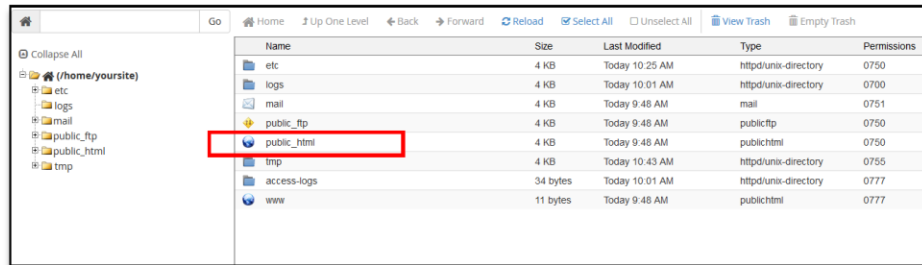 Go Home Up One Level Back Forward Reload Select All Unselect All View Trash Empty Trash
Collapse All
(/home/yoursite)
etc
logs
mail
public_ftp
public_html
tmp
Name Size Last Modified Type Permissions
etc 4 KB Today 10:25 AM httpd/unix-directory 0750
logs 4 KB Today 10:01 AM httpd/unix-directory 0700
mail 4 KB Today 9:48 AM mail 0751
public_ftp 4 KB Today 9:48 AM publicftp 0750
public_html 4 KB Today 9:48 AM publichtml 0750
tmp 4 KB Today 10:43 AM httpd/unix-directory 0755
access-logs 34 bytes Today 10:01 AM httpd/unix-directory 0777
www 11 bytes Today 9:48 AM publichtml 0777